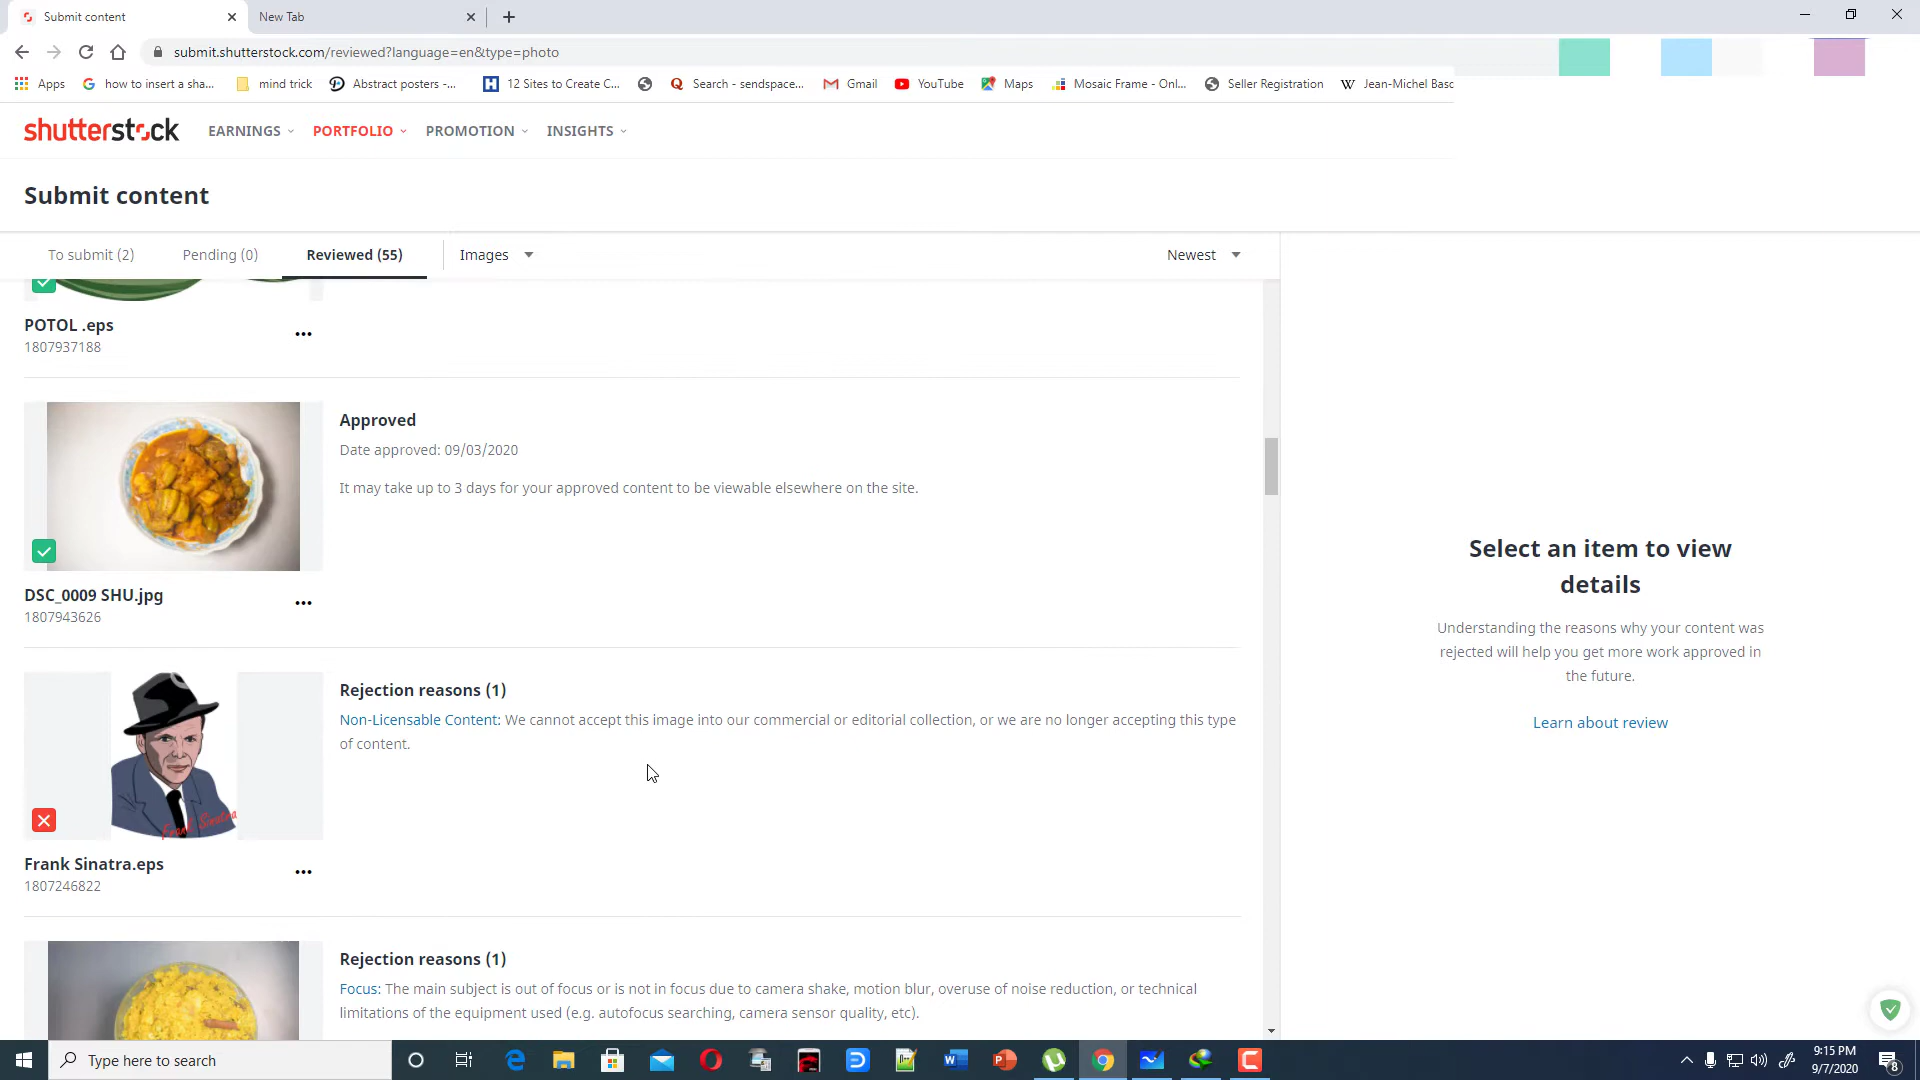 Submit content
New Tab
submit.shutterstock.com/reviewed?language=en&type=photo
Apps
how to insert a sha...
mind trick
Abstract posters -...
12 Sites to Create C...
Search - sendspace...
Gmail
YouTube
Maps
Mosaic Frame - Onl...
Seller Registration
Jean-Michel Basc
shutterstock
EARNINGS
PORTFOLIO
PROMOTION
INSIGHTS
Submit content
To submit (2)
Pending (0)
Reviewed (55)
Images
Newest
POTOL .eps
1807937188
Approved
Date approved: 09/03/2020
It may take up to 3 days for your approved content to be viewable elsewhere on the site.
DSC_0009 SHU.jpg
1807943626
Rejection reasons (1)
Non-Licensable Content: We cannot accept this image into our commercial or editorial collection, or we are no longer accepting this type
of content.
Frank Sinatra
Frank Sinatra.eps
1807246822
Rejection reasons (1)
Focus: The main subject is out of focus or is not in focus due to camera shake, motion blur, overuse of noise reduction, or technical
limitations of the equipment used (e.g. autofocus searching, camera sensor quality, etc).
Select an item to view
details
Understanding the reasons why your content was
rejected will help you get more work approved in
the future.
Learn about review
Type here to search
9:15 PM
9/7/2020
8